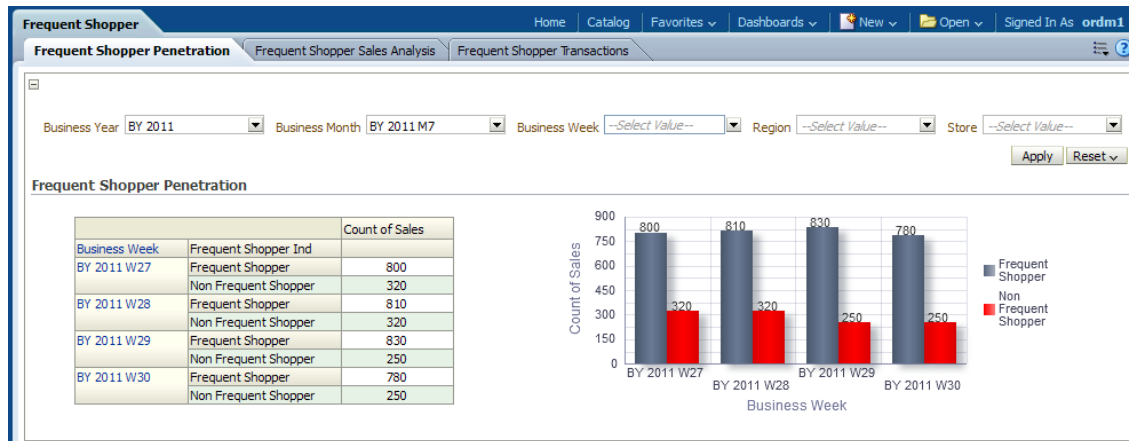 Frequent Shopper
Home Catalog Favorites Dashboards New Open Signed In As ordm1
Frequent Shopper Penetration Frequent Shopper Sales Analysis Frequent Shopper Transactions
Business Year BY 2011 Business Month BY 2011 M7 Business Week --Select Value-- Region --Select Value-- Store --Select Value--
Apply Reset
Frequent Shopper Penetration
Count of Sales
Business Week Frequent Shopper Ind
BY 2011 W27 Frequent Shopper 800
Non Frequent Shopper 320
BY 2011 W28 Frequent Shopper 810
Non Frequent Shopper 320
BY 2011 W29 Frequent Shopper 830
Non Frequent Shopper 250
BY 2011 W30 Frequent Shopper 780
Non Frequent Shopper 250
Count of Sales
900
750
600
450
300
150
0
800 810 830 780
320 320 250 250
BY 2011 W27 BY 2011 W28 BY 2011 W29 BY 2011 W30
Business Week
Frequent
Shopper
Non
Frequent
Shopper